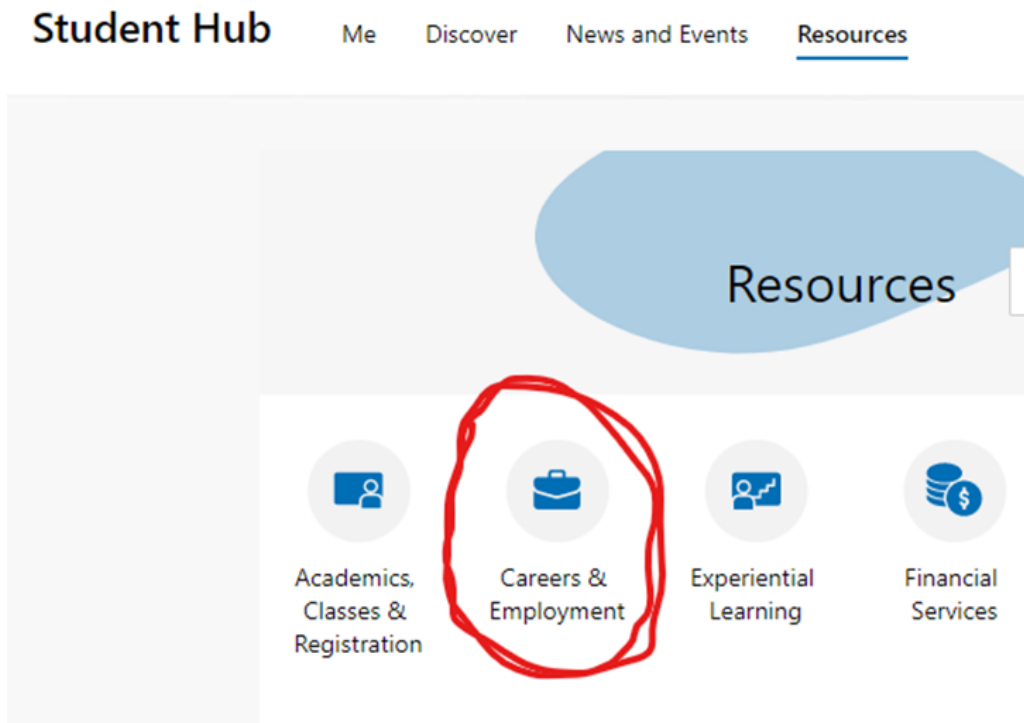 Student Hub Me Discover News and Events Resources
Resources
Academics,
Classes &
Registration
Careers &
Employment
Experiential
Learning
Financial
Services